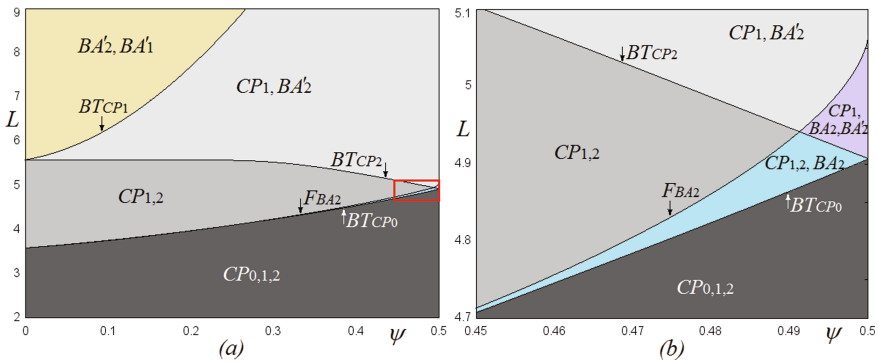 9
8
7
L
6
5
4
3
2
0
0.1
0.2
0.3
0.4
ψ
0.5
(a)
BA′2, BA′1
BTCP1
CP1, BA′2
BTCP2
CP1,2
FBA2
BTCP0
CP0,1,2
5.1
5
L
4.9
4.8
4.7
0.45
0.46
0.47
0.48
0.49
ψ
0.5
(b)
CP1, BA′2
BTCP2
CP1,
BA2, BA′2
CP1,2
CP1,2, BA2
FBA2
BTCP0
CP0,1,2